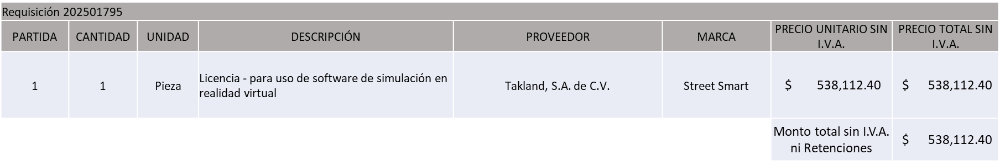 Requisición 202501795
PARTIDA CANTIDAD UNIDAD DESCRIPCIÓN PROVEEDOR MARCA PRECIO UNITARIO SIN I.V.A. PRECIO TOTAL SIN I.V.A.
1 1 Pieza Licencia - para uso de software de simulación en realidad virtual Takland, S.A. de C.V. Street Smart $ 538,112.40 $ 538,112.40
Monto total sin I.V.A. ni Retenciones $ 538,112.40